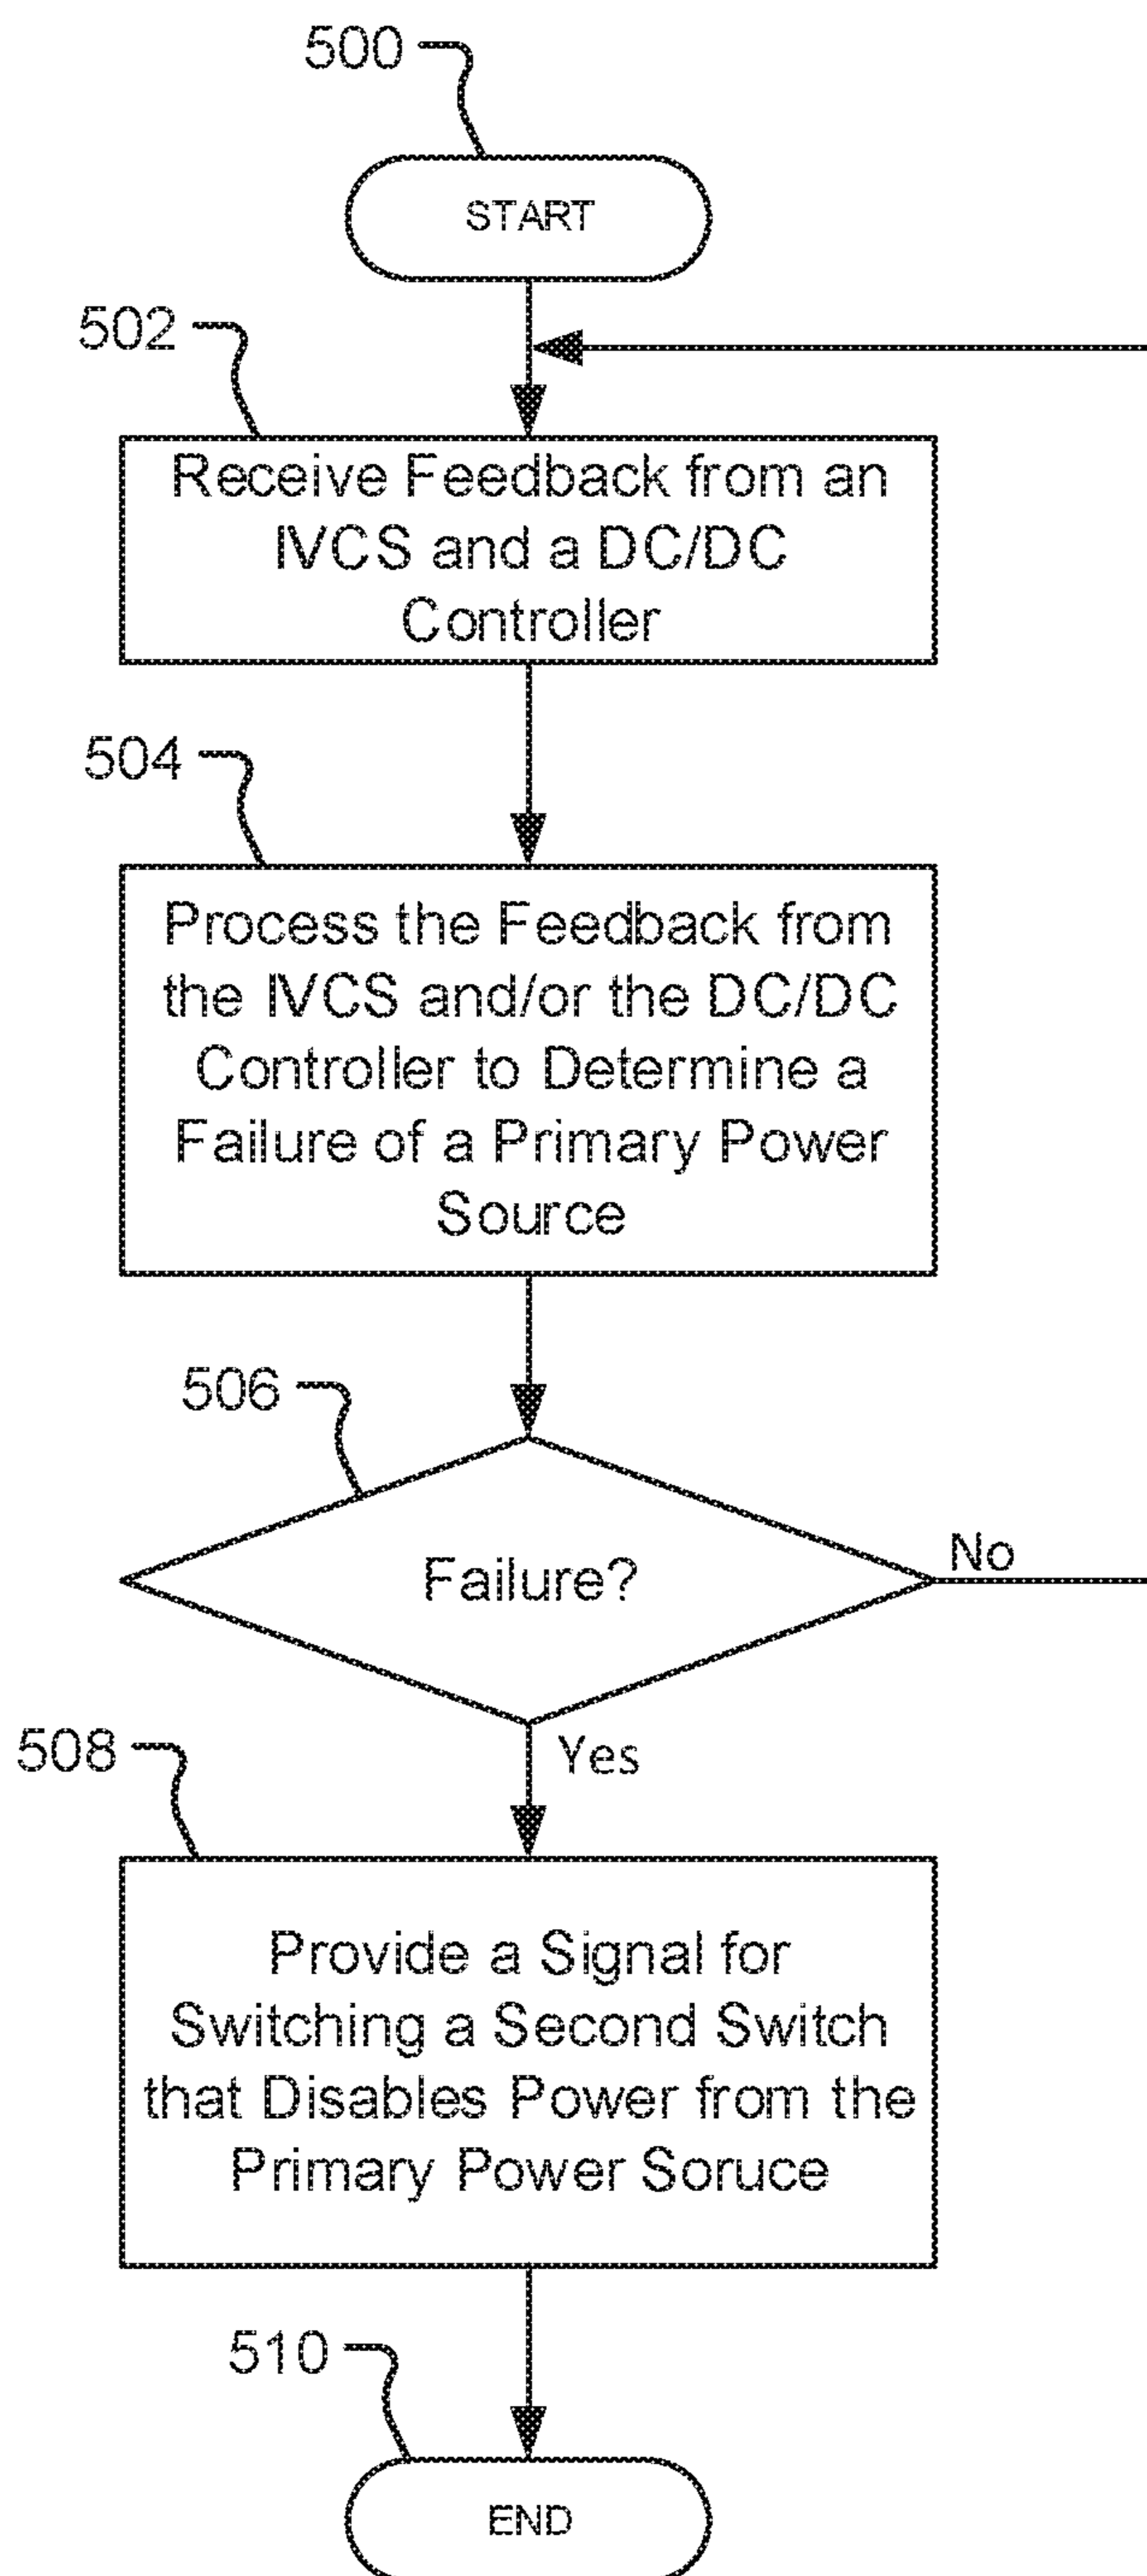 500
START
502
Receive Feedback from an
IVCS and a DC/DC
Controller
504
Process the Feedback from
the IVCS and/or the DC/DC
Controller to Determine a
Failure of a Primary Power
Source
506
Failure?
No
Yes
508
Provide a Signal for
Switching a Second Switch
that Disables Power from the
Primary Power Soruce
510
END